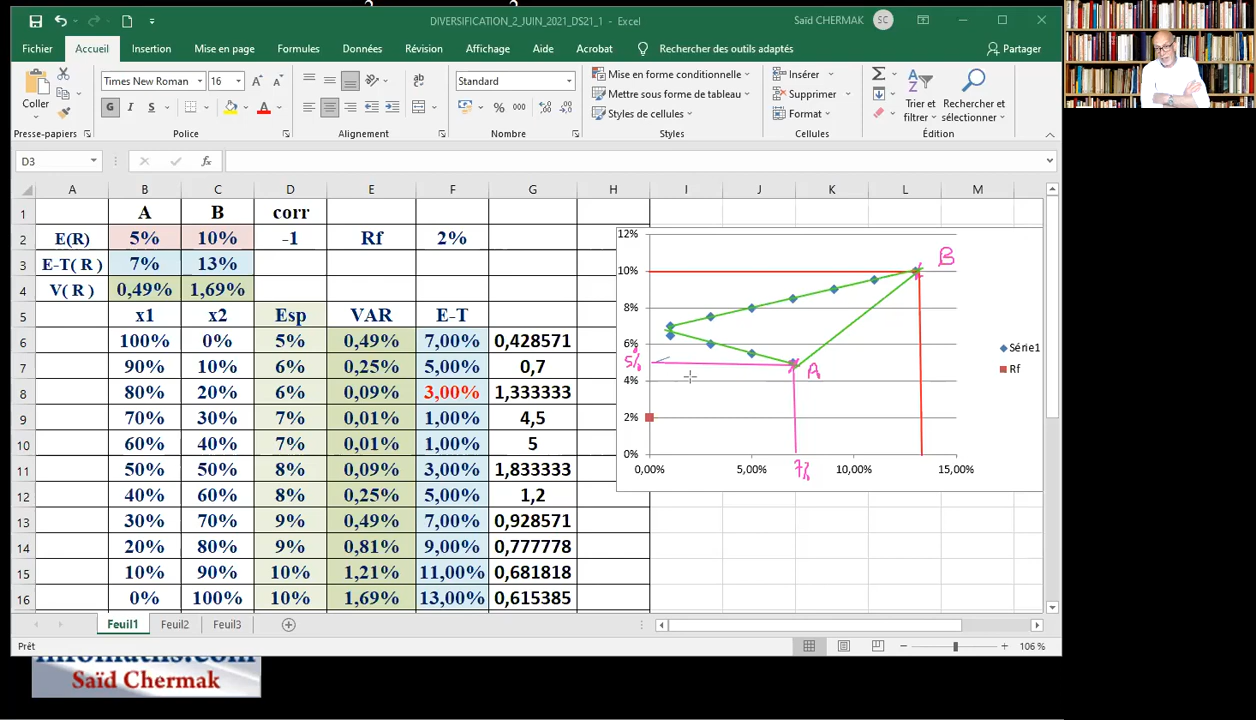 DIVERSIFICATION_2_JUIN_2021_DS21_1 - Excel
Saïd CHERMAK SC
Fichier Accueil Insertion Mise en page Formules Données Révision Affichage Aide Acrobat Rechercher des outils adaptés Partager
Coller
Times New Roman 16
G I S
Standard
% 000
Mise en forme conditionnelle
Mettre sous forme de tableau
Styles de cellules
Insérer
Supprimer
Format
Trier et filtrer
Rechercher et sélectionner
Presse-papiers Police Alignement Nombre Styles Cellules Édition
D3 fx
A B C D E F G H I J K L M
1 A B corr
2 E(R) 5% 10% -1 Rf 2%
3 E-T( R ) 7% 13%
4 V( R ) 0,49% 1,69%
5 x1 x2 Esp VAR E-T
6 100% 0% 5% 0,49% 7,00% 0,428571
7 90% 10% 6% 0,25% 5,00% 0,7
8 80% 20% 6% 0,09% 3,00% 1,333333
9 70% 30% 7% 0,01% 1,00% 4,5
10 60% 40% 7% 0,01% 1,00% 5
11 50% 50% 8% 0,09% 3,00% 1,833333
12 40% 60% 8% 0,25% 5,00% 1,2
13 30% 70% 9% 0,49% 7,00% 0,928571
14 20% 80% 9% 0,81% 9,00% 0,777778
15 10% 90% 10% 1,21% 11,00% 0,681818
16 0% 100% 10% 1,69% 13,00% 0,615385
12%
B
10%
8%
6%
5% A
4%
2%
0%
0,00% 5,00% 10,00% 15,00%
7%
Série1
Rf
Feuil1 Feuil2 Feuil3
Prêt 106 %
Saïd Chermak